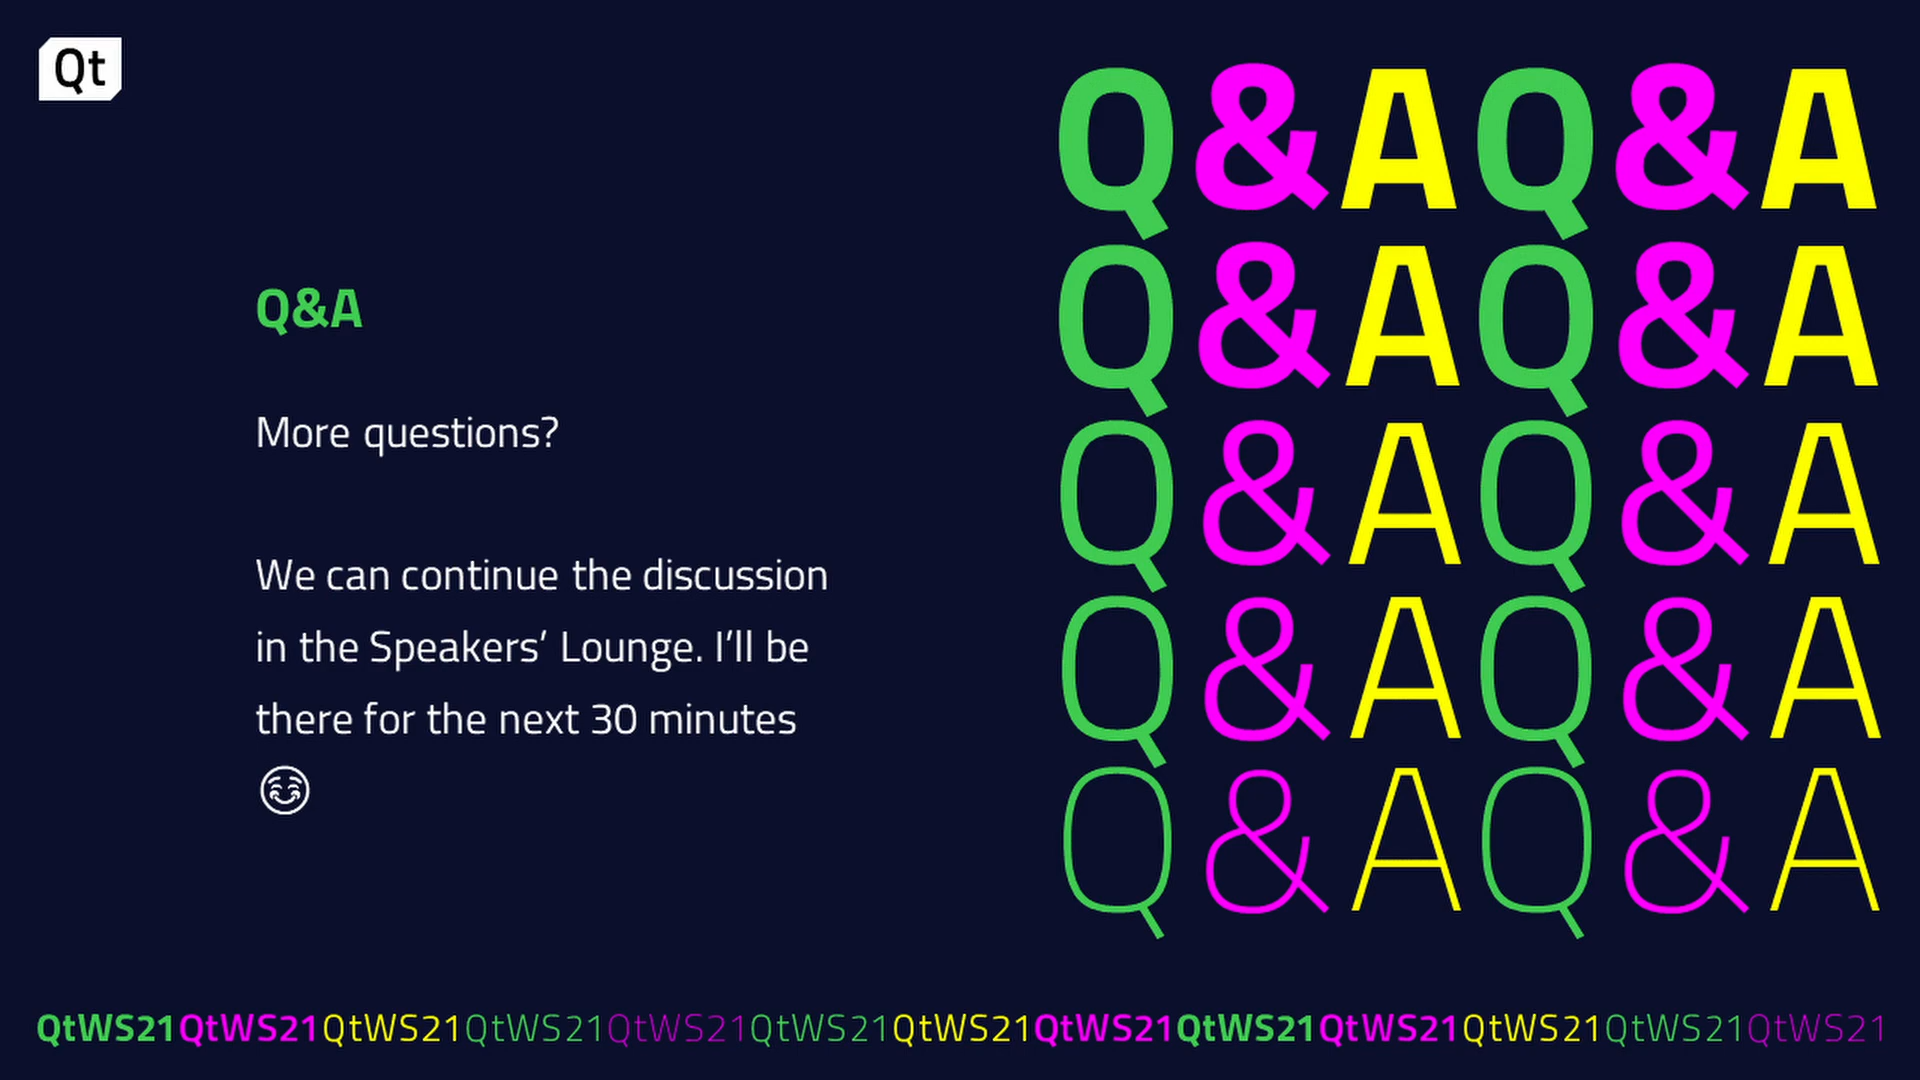 Qt
Q&A
More questions?
We can continue the discussion
in the Speakers’ Lounge. I’ll be
there for the next 30 minutes
😊
Q&AQ&A
Q&AQ&A
Q&AQ&A
Q&AQ&A
Q&AQ&A
QtWS21QtWS21QtWS21QtWS21QtWS21QtWS21QtWS21QtWS21QtWS21QtWS21QtWS21QtWS21QtWS21